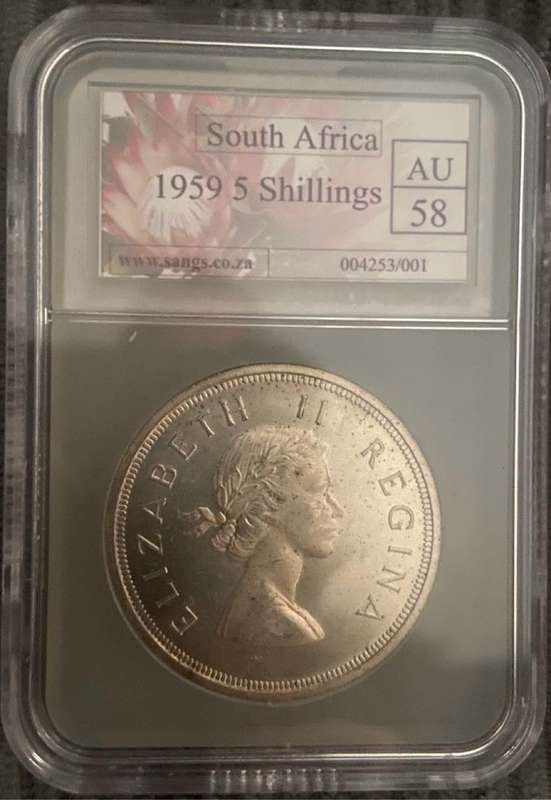 South Africa
1959 5 Shillings
AU
58
www.sangs.co.za
004253/001
ELIZABETH II REGINA